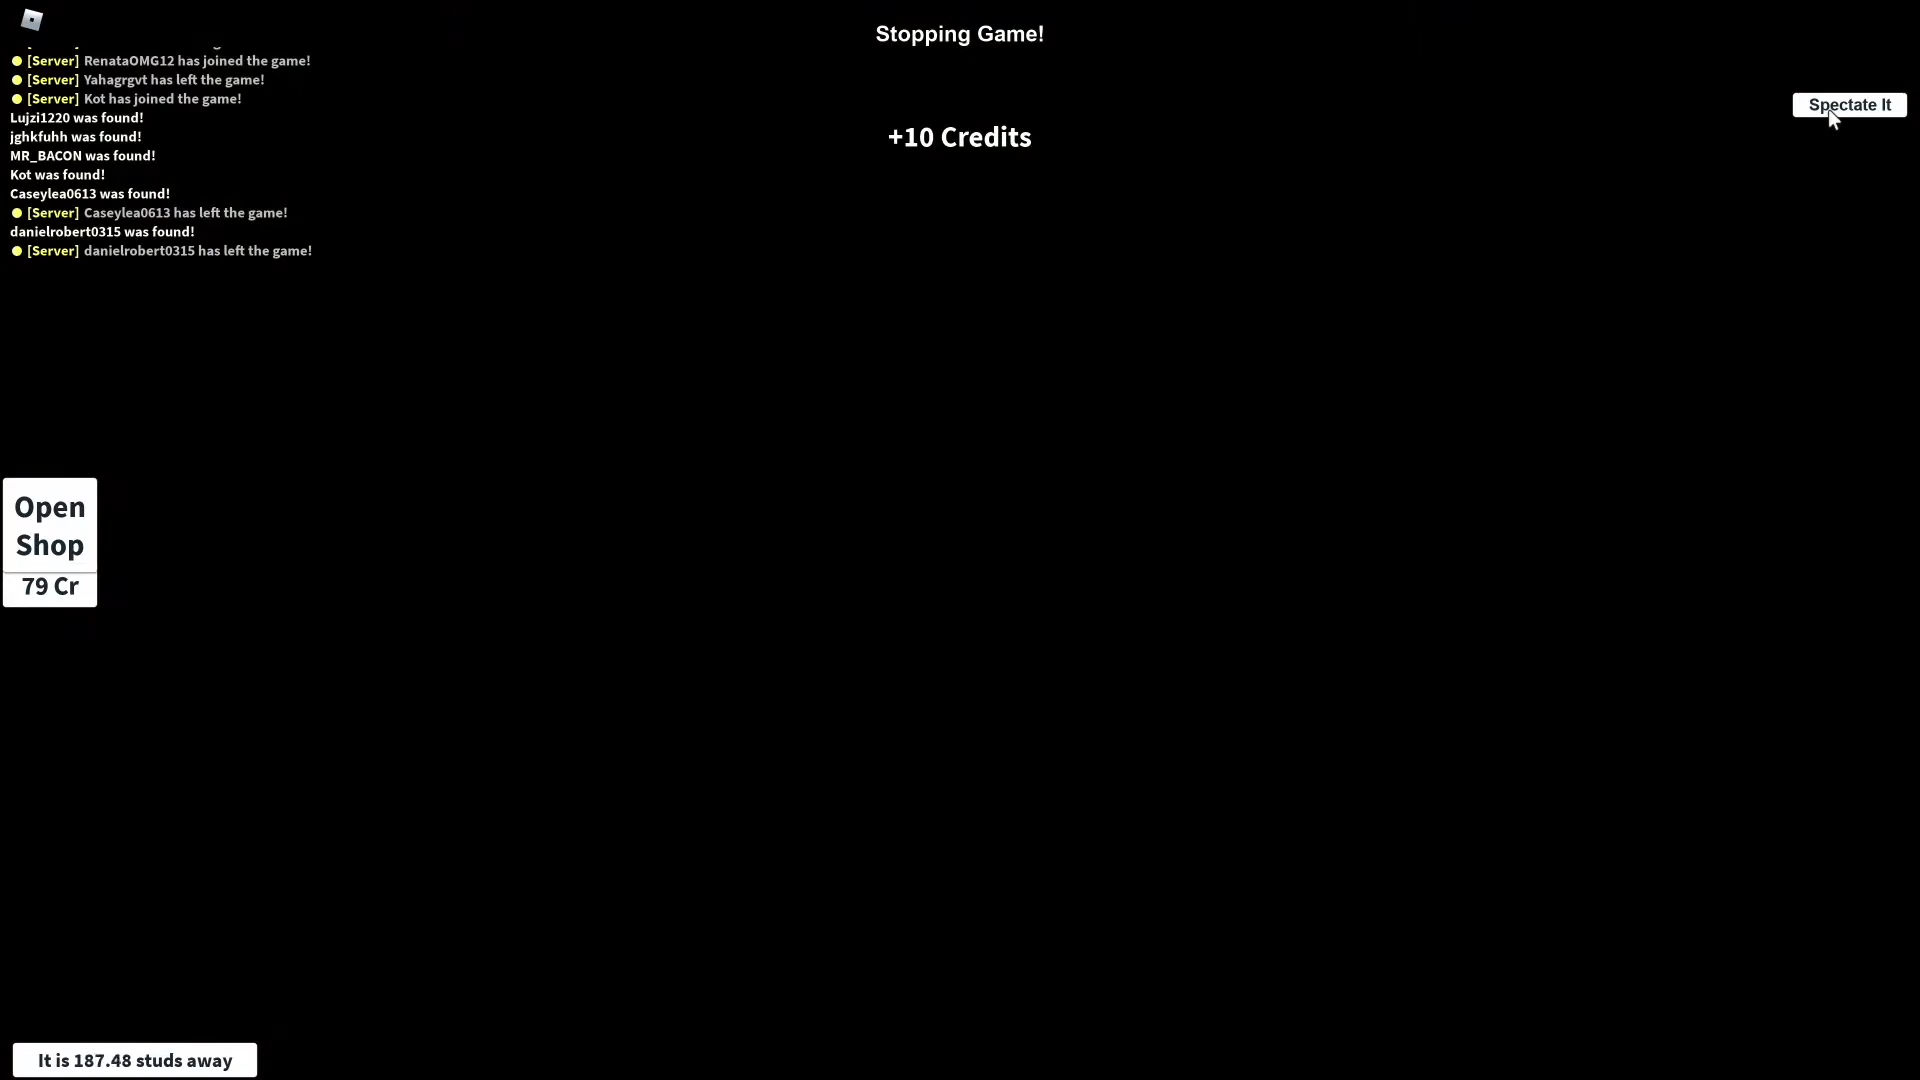 Stopping Game!
[Server] RenataOMG12 has joined the game!
[Server] Yahagrgvt has left the game!
[Server] Kot has joined the game!
Lujzi1220 was found!
jghkfuhh was found!
MR_BACON was found!
Kot was found!
Caseylea0613 was found!
[Server] Caseylea0613 has left the game!
danielrobert0315 was found!
[Server] danielrobert0315 has left the game!
Spectate It
+10 Credits
Open
Shop
79 Cr
It is 187.48 studs away